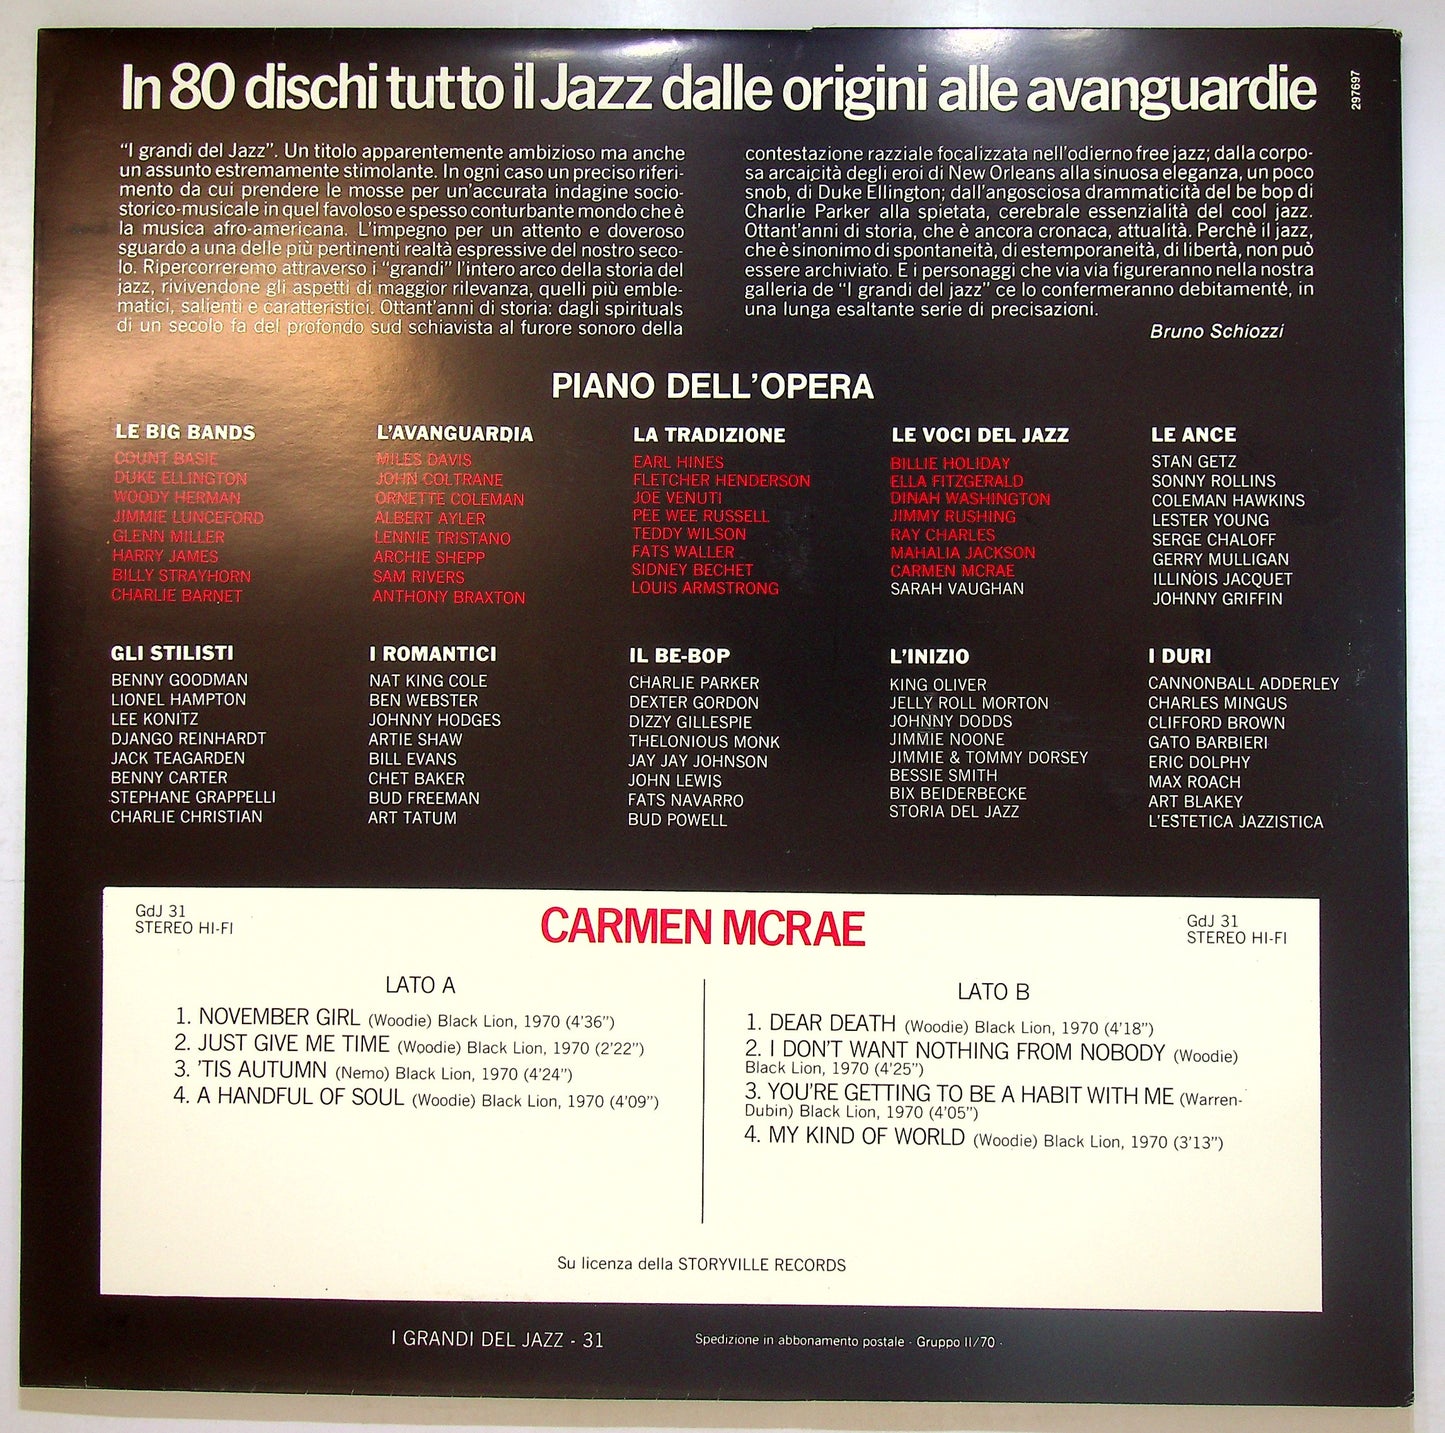 In 80 dischi tutto il Jazz dalle origini alle avanguardie
297697
“I grandi del Jazz”. Un titolo apparentemente ambizioso ma anche
un assunto estremamente stimolante. In ogni caso un preciso riferi-
mento da cui prendere le mosse per un’accurata indagine socio-
storico-musicale in quel favoloso e spesso conturbante mondo che è
la musica afro-americana. L’impegno per un attento e doveroso
sguardo a una delle più pertinenti realtà espressive del nostro seco-
lo. Ripercorreremo attraverso i “grandi” l’intero arco della storia del
jazz, rivivendone gli aspetti di maggior rilevanza, quelli più emble-
matici, salienti e caratteristici. Ottant’anni di storia: dagli spirituals
di un secolo fa del profondo sud schiavista al furore sonoro della
contestazione razziale focalizzata nell’odierno free jazz; dalla corpo-
sa arcaicità degli eroi di New Orleans alla sinuosa eleganza, un poco
snob, di Duke Ellington; dall’angosciosa drammaticità del be bop di
Charlie Parker alla spietata, cerebrale essenzialità del cool jazz.
Ottant’anni di storia, che è ancora cronaca, attualità. Perchè il jazz,
che è sinonimo di spontaneità, di estemporaneità, di libertà, non può
essere archiviato. E i personaggi che via via figureranno nella nostra
galleria de “I grandi del jazz” ce lo confermeranno debitamente, in
una lunga esaltante serie di precisazioni.
Bruno Schiozzi
PIANO DELL’OPERA
LE BIG BANDS
COUNT BASIE
DUKE ELLINGTON
WOODY HERMAN
JIMMIE LUNCEFORD
GLENN MILLER
HARRY JAMES
BILLY STRAYHORN
CHARLIE BARNET
L’AVANGUARDIA
MILES DAVIS
JOHN COLTRANE
ORNETTE COLEMAN
ALBERT AYLER
LENNIE TRISTANO
ARCHIE SHEPP
SAM RIVERS
ANTHONY BRAXTON
LA TRADIZIONE
EARL HINES
FLETCHER HENDERSON
JOE VENUTI
PEE WEE RUSSELL
TEDDY WILSON
FATS WALLER
SIDNEY BECHET
LOUIS ARMSTRONG
LE VOCI DEL JAZZ
BILLIE HOLIDAY
ELLA FITZGERALD
DINAH WASHINGTON
JIMMY RUSHING
RAY CHARLES
MAHALIA JACKSON
CARMEN MCRAE
SARAH VAUGHAN
LE ANCE
STAN GETZ
SONNY ROLLINS
COLEMAN HAWKINS
LESTER YOUNG
SERGE CHALOFF
GERRY MULLIGAN
ILLINOIS JACQUET
JOHNNY GRIFFIN
GLI STILISTI
BENNY GOODMAN
LIONEL HAMPTON
LEE KONITZ
DJANGO REINHARDT
JACK TEAGARDEN
BENNY CARTER
STEPHANE GRAPPELLI
CHARLIE CHRISTIAN
I ROMANTICI
NAT KING COLE
BEN WEBSTER
JOHNNY HODGES
ARTIE SHAW
BILL EVANS
CHET BAKER
BUD FREEMAN
ART TATUM
IL BE-BOP
CHARLIE PARKER
DEXTER GORDON
DIZZY GILLESPIE
THELONIOUS MONK
JAY JAY JOHNSON
JOHN LEWIS
FATS NAVARRO
BUD POWELL
L’INIZIO
KING OLIVER
JELLY ROLL MORTON
JOHNNY DODDS
JIMMIE NOONE
JIMMIE & TOMMY DORSEY
BESSIE SMITH
BIX BEIDERBECKE
STORIA DEL JAZZ
I DURI
CANNONBALL ADDERLEY
CHARLES MINGUS
CLIFFORD BROWN
GATO BARBIERI
ERIC DOLPHY
MAX ROACH
ART BLAKEY
L’ESTETICA JAZZISTICA
GdJ 31
STEREO HI-FI
CARMEN MCRAE
GdJ 31
STEREO HI-FI
LATO A
1. NOVEMBER GIRL (Woodie) Black Lion, 1970 (4’36”)
2. JUST GIVE ME TIME (Woodie) Black Lion, 1970 (2’22”)
3. ’TIS AUTUMN (Nemo) Black Lion, 1970 (4’24”)
4. A HANDFUL OF SOUL (Woodie) Black Lion, 1970 (4’09”)
LATO B
1. DEAR DEATH (Woodie) Black Lion, 1970 (4’18”)
2. I DON’T WANT NOTHING FROM NOBODY (Woodie)
Black Lion, 1970 (4’25”)
3. YOU’RE GETTING TO BE A HABIT WITH ME (Warren-
Dubin) Black Lion, 1970 (4’05”)
4. MY KIND OF WORLD (Woodie) Black Lion, 1970 (3’13”)
Su licenza della STORYVILLE RECORDS
I GRANDI DEL JAZZ - 31
Spedizione in abbonamento postale - Gruppo II/70 -